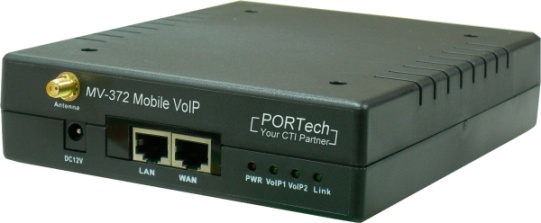 Antenna
MV-372 Mobile VoIP
PORTech
Your CTI Partner
DC12V
LAN
WAN
PWR VoIP1 VoIP2 Link